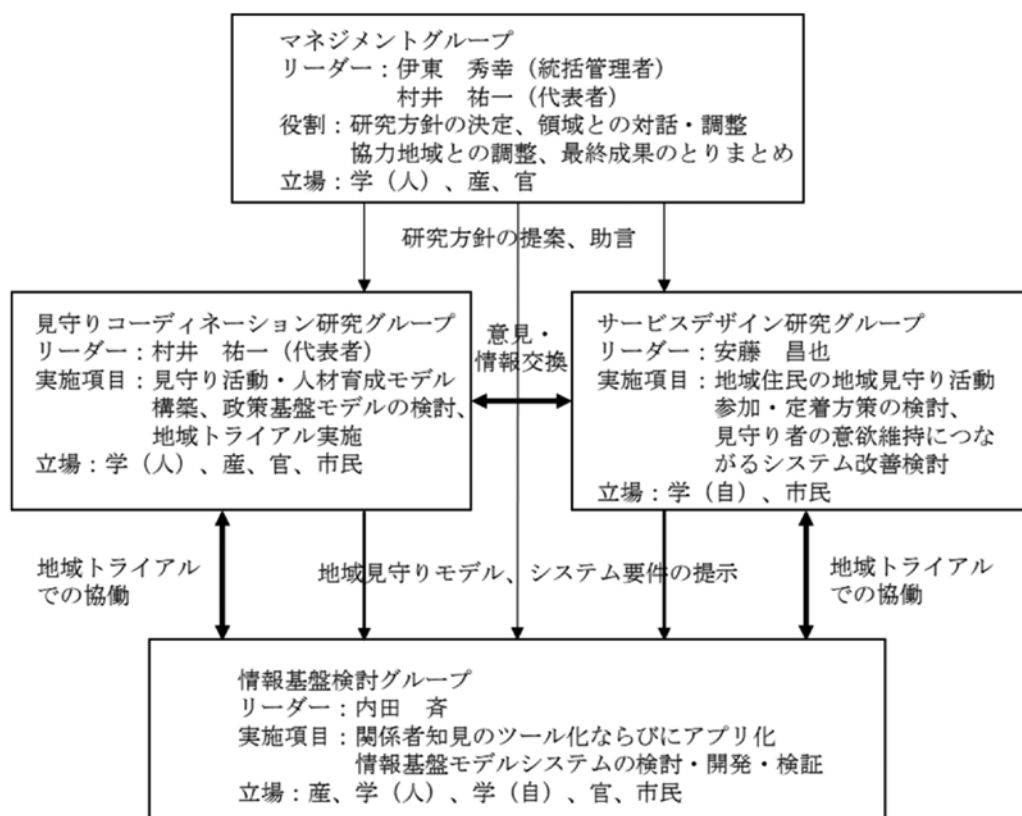 マネジメントグループ
リーダー：伊東　秀幸（統括管理者）
村井　祐一（代表者）
役割：研究方針の決定、領域との対話・調整
協力地域との調整、最終成果のとりまとめ
立場：学（人）、産、官
研究方針の提案、助言
見守りコーディネーション研究グループ
リーダー：村井　祐一（代表者）
実施項目：見守り活動・人材育成モデル
構築、政策基盤モデルの検討、
地域トライアル実施
立場：学（人）、産、官、市民
意見・
情報交換
サービスデザイン研究グループ
リーダー：安藤　昌也
実施項目：地域住民の地域見守り活動
参加・定着方策の検討、
見守り者の意欲維持につな
がるシステム改善検討
立場：学（自）、市民
地域トライアル
での協働
地域見守りモデル、システム要件の提示
地域トライアル
での協働
情報基盤検討グループ
リーダー：内田　斉
実施項目：関係者知見のツール化ならびにアプリ化
情報基盤モデルシステムの検討・開発・検証
立場：産、学（人）、学（自）、官、市民